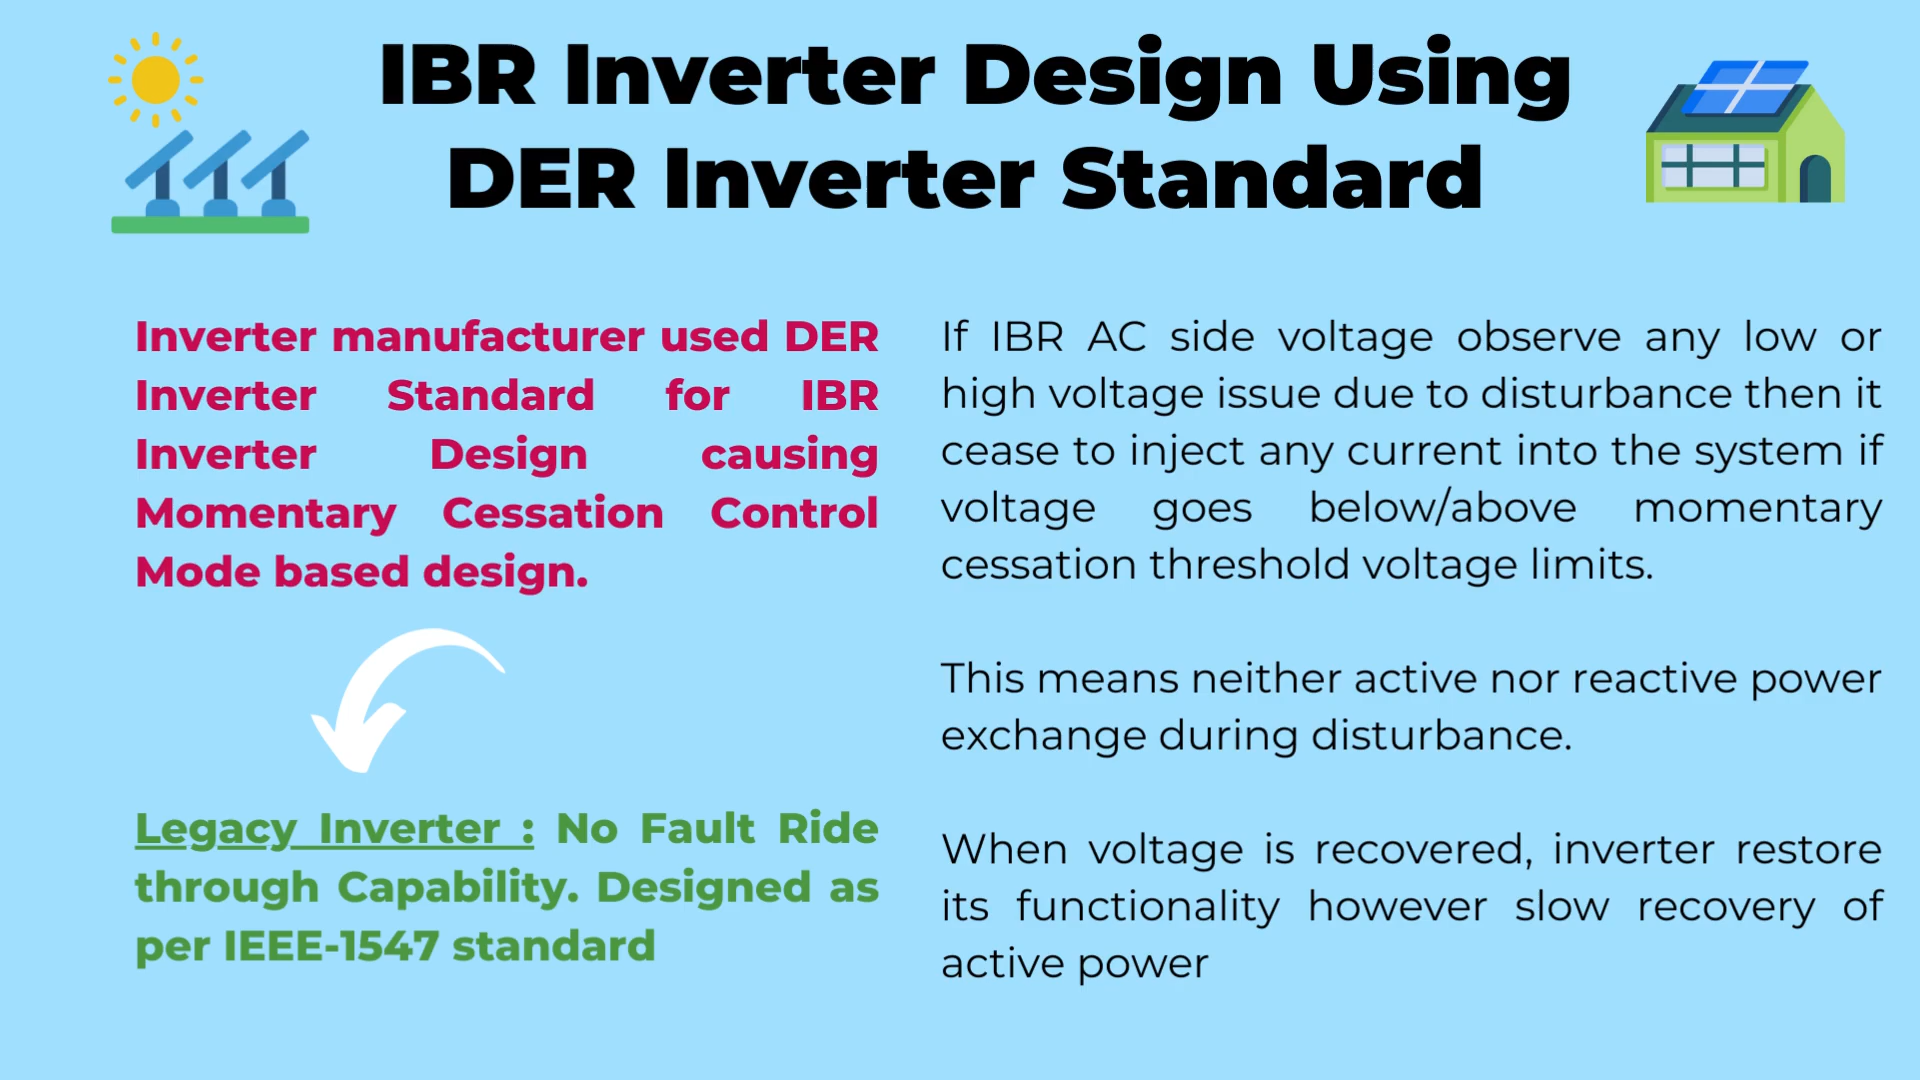 IBR Inverter Design Using
DER Inverter Standard
Inverter manufacturer used DER
Inverter Standard for IBR
Inverter Design causing
Momentary Cessation Control
Mode based design.
Legacy Inverter : No Fault Ride
through Capability. Designed as
per IEEE-1547 standard
If IBR AC side voltage observe any low or
high voltage issue due to disturbance then it
cease to inject any current into the system if
voltage goes below/above momentary
cessation threshold voltage limits.
This means neither active nor reactive power
exchange during disturbance.
When voltage is recovered, inverter restore
its functionality however slow recovery of
active power